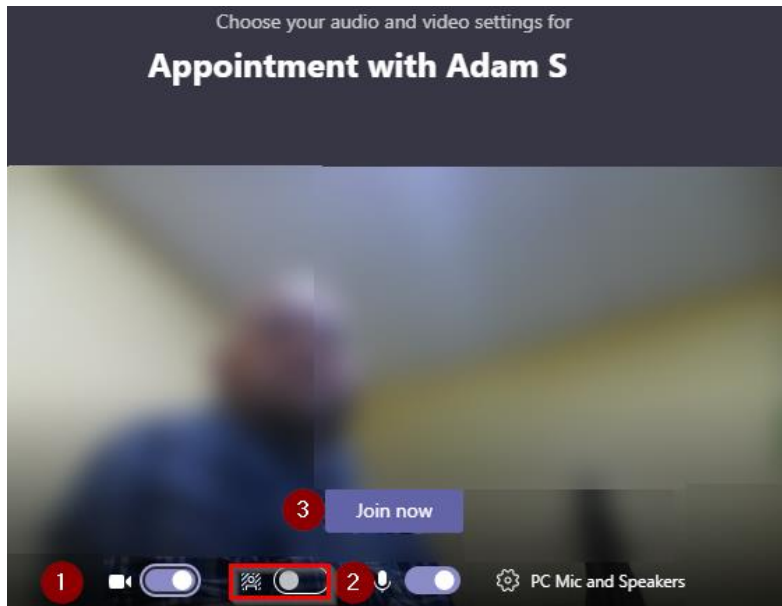 Choose your audio and video settings for
Appointment with Adam S
3 Join now
1 2 PC Mic and Speakers